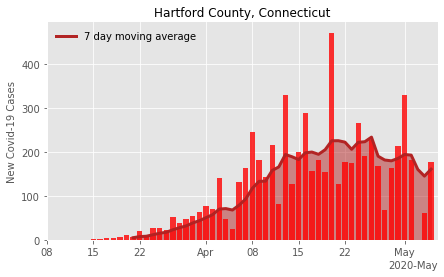 Hartford County, Connecticut
7 day moving average
New Covid-19 Cases
400
300
200
100
0
08
15
22
Apr
08
15
22
May
2020-May